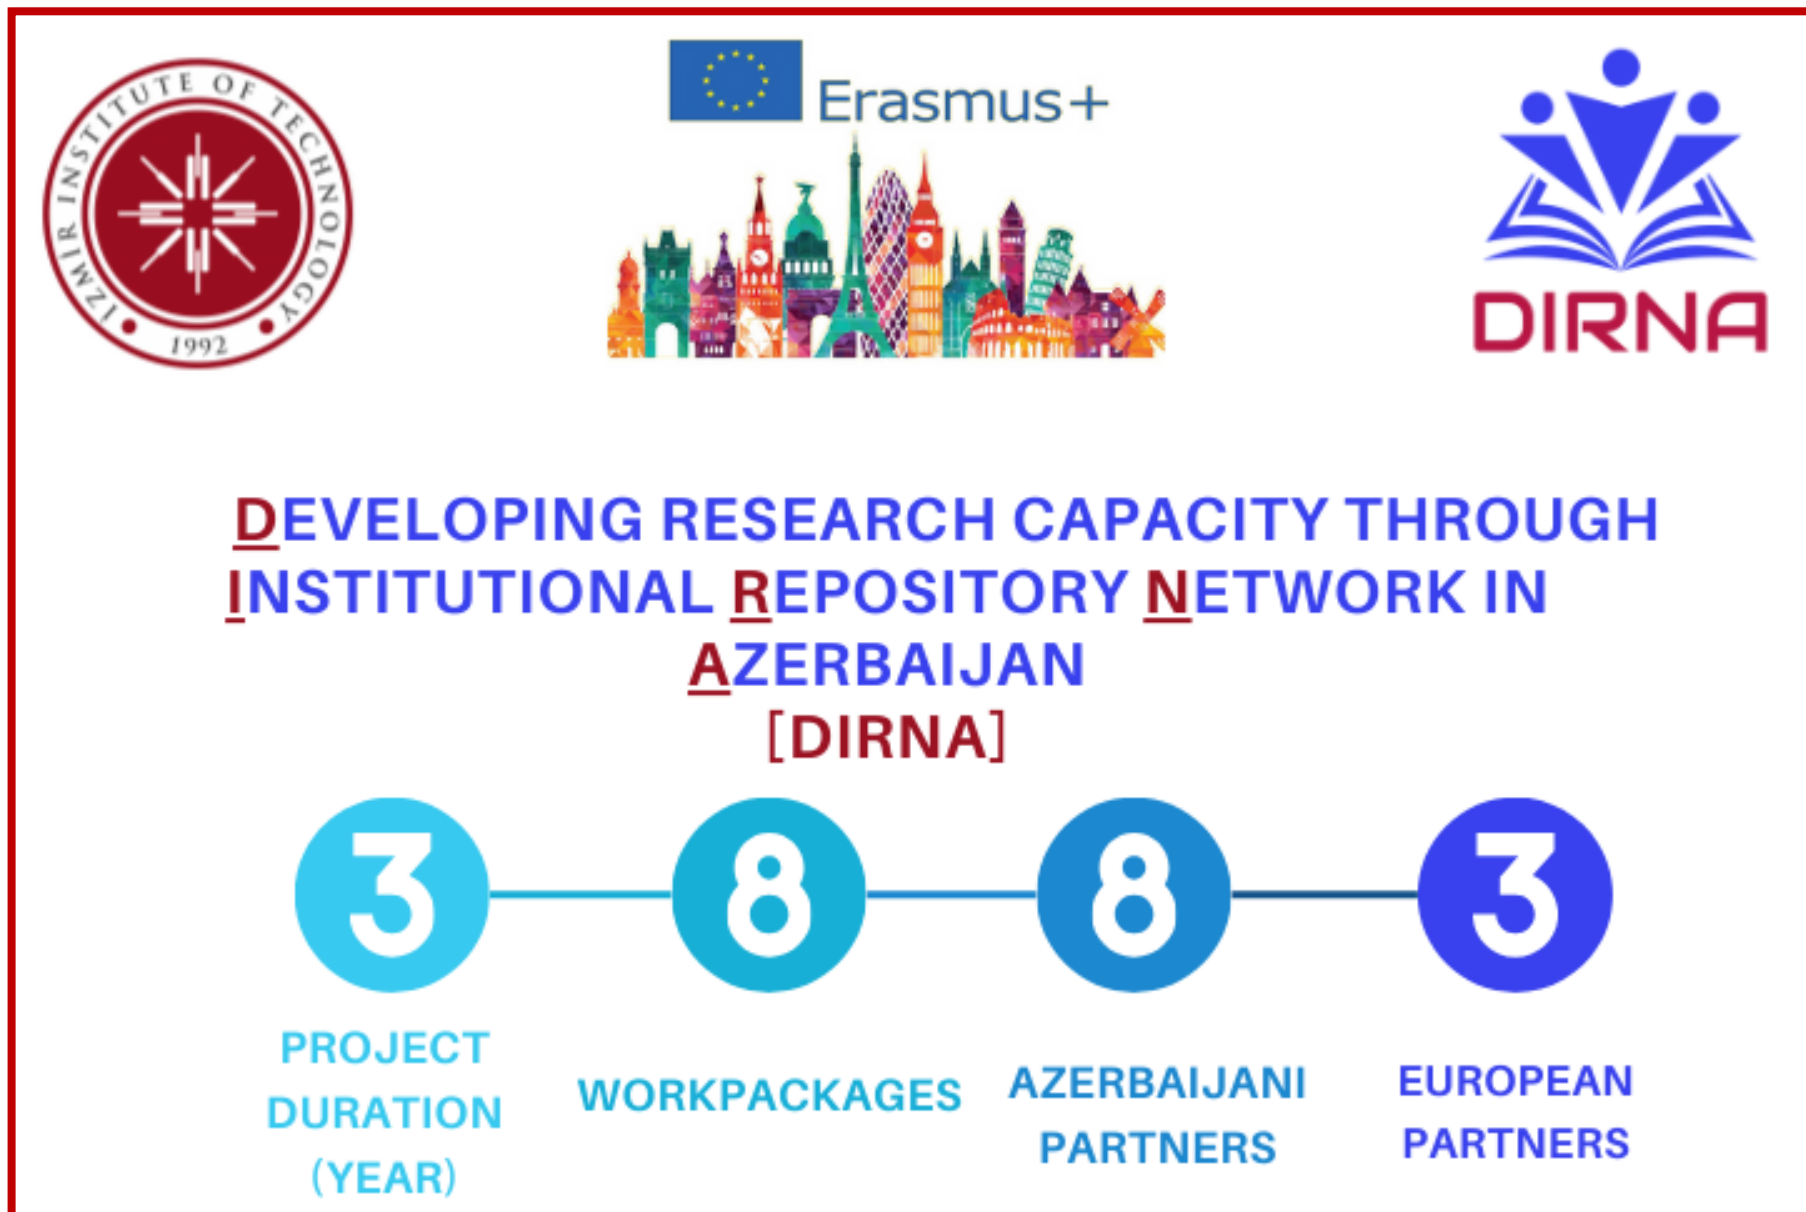 İZMİR INSTITUTE OF TECHNOLOGY
1992
Erasmus+
DIRNA
DEVELOPING RESEARCH CAPACITY THROUGH
INSTITUTIONAL REPOSITORY NETWORK IN
AZERBAIJAN
[DIRNA]
3
8
8
3
PROJECT
DURATION
(YEAR)
WORKPACKAGES
AZERBAIJANI
PARTNERS
EUROPEAN
PARTNERS